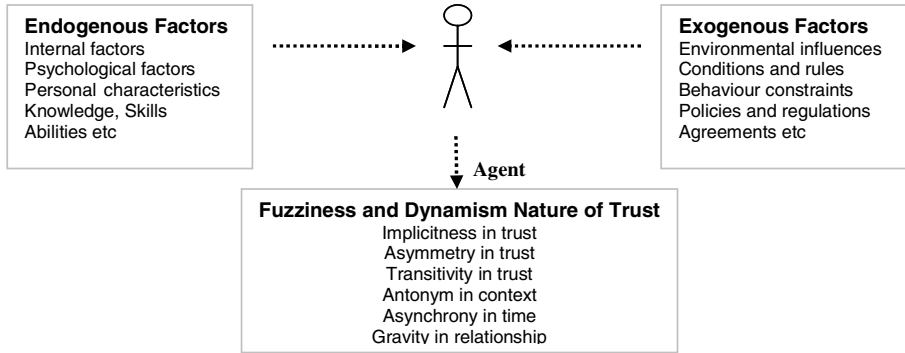 Endogenous Factors
Internal factors
Psychological factors
Personal characteristics
Knowledge, Skills
Abilities etc
Exogenous Factors
Environmental influences
Conditions and rules
Behaviour constraints
Policies and regulations
Agreements etc
Agent
Fuzziness and Dynamism Nature of Trust
Implicitness in trust
Asymmetry in trust
Transitivity in trust
Antonym in context
Asynchrony in time
Gravity in relationship